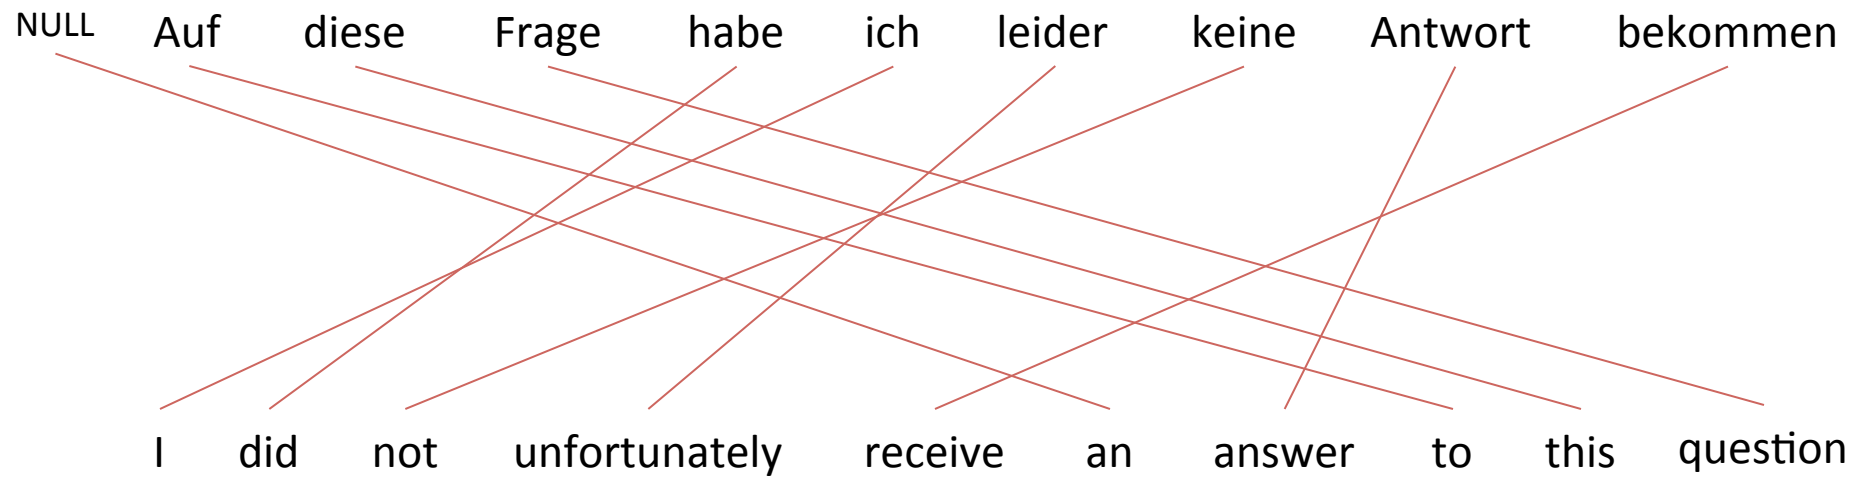 NULL Auf diese Frage habe ich leider keine Antwort bekommen
I did not unfortunately receive an answer to this question